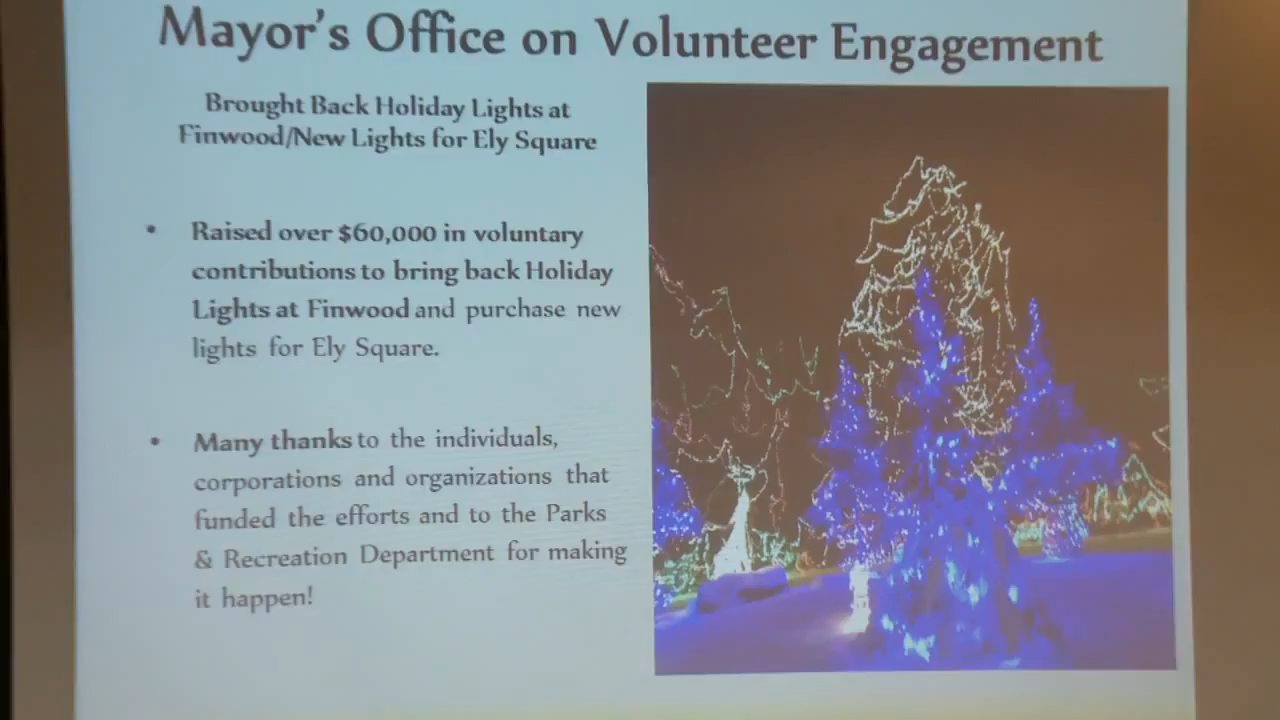 Mayor's Office on Volunteer Engagement
Brought Back Holiday Lights at
Finwood/New Lights for Ely Square
• Raised over $60,000 in voluntary
contributions to bring back Holiday
Lights at Finwood and purchase new
lights for Ely Square.
• Many thanks to the individuals,
corporations and organizations that
funded the efforts and to the Parks
& Recreation Department for making
it happen!